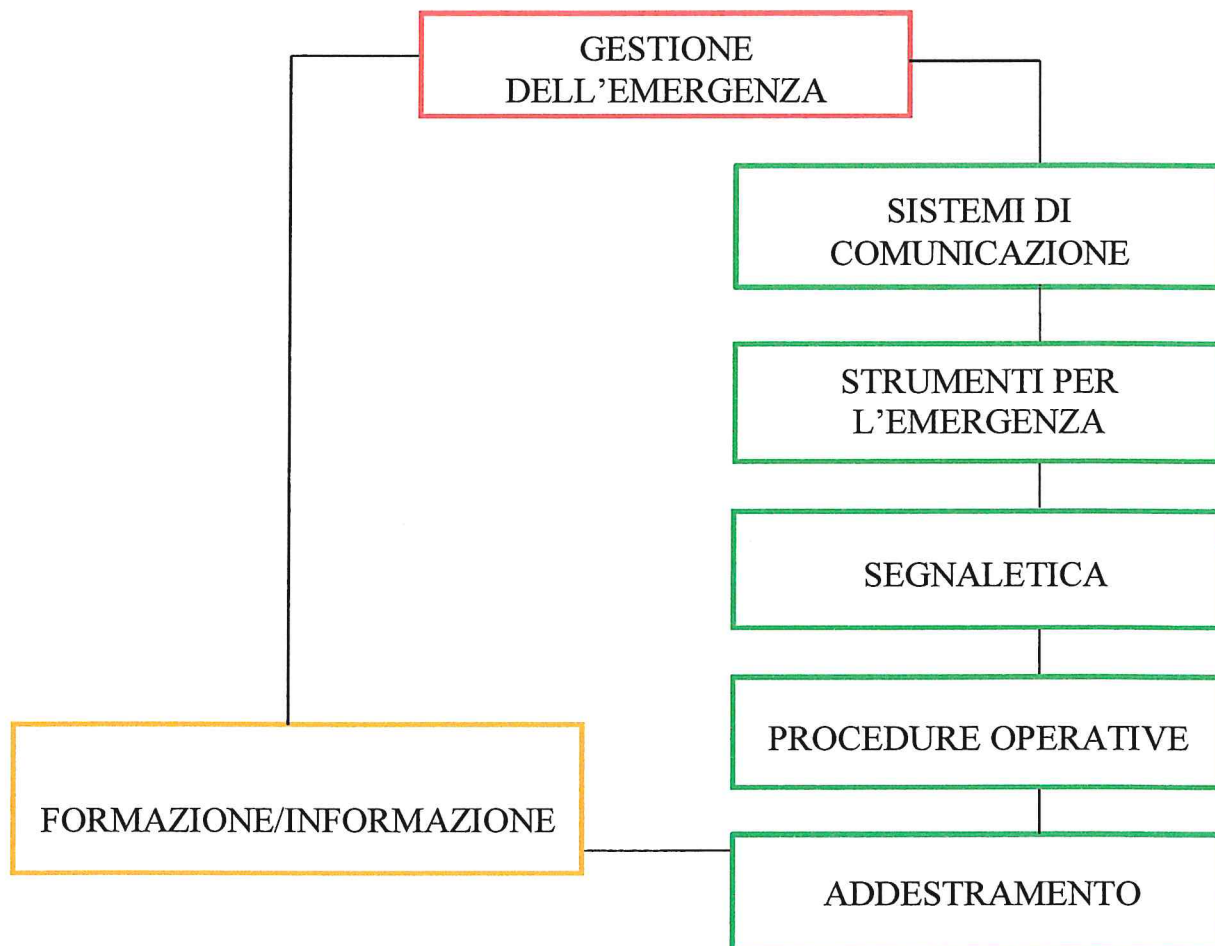 GESTIONE
DELL’EMERGENZA
SISTEMI DI
COMUNICAZIONE
STRUMENTI PER
L’EMERGENZA
SEGNALETICA
PROCEDURE OPERATIVE
FORMAZIONE/INFORMAZIONE
ADDESTRAMENTO